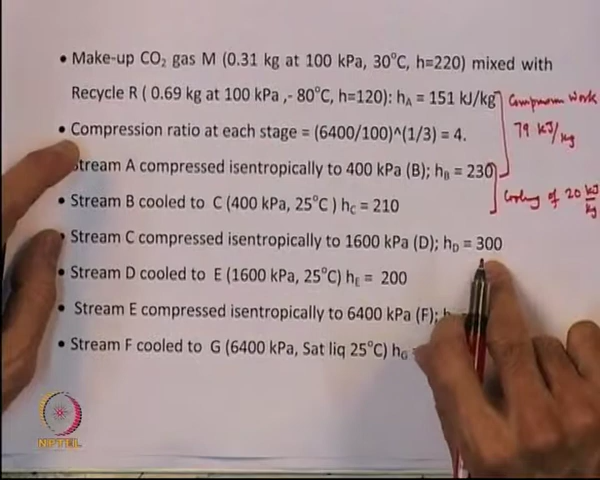 • Make-up CO₂ gas M (0.31 kg at 100 kPa, 30°C, h=220) mixed with
Recycle R ( 0.69 kg at 100 kPa ,- 80°C, h=120): hA = 151 kJ/kg
Compression work
79 kJ/kg
• Compression ratio at each stage = (6400/100)^(1/3) = 4.
Stream A compressed isentropically to 400 kPa (B); hB = 230
Cooling of 20 kJ/kg
• Stream B cooled to C (400 kPa, 25°C ) hC = 210
Stream C compressed isentropically to 1600 kPa (D); hD = 300
• Stream D cooled to E (1600 kPa, 25°C) hE = 200
• Stream E compressed isentropically to 6400 kPa (F);
• Stream F cooled to G (6400 kPa, Sat liq 25°C) hG
NPTEL